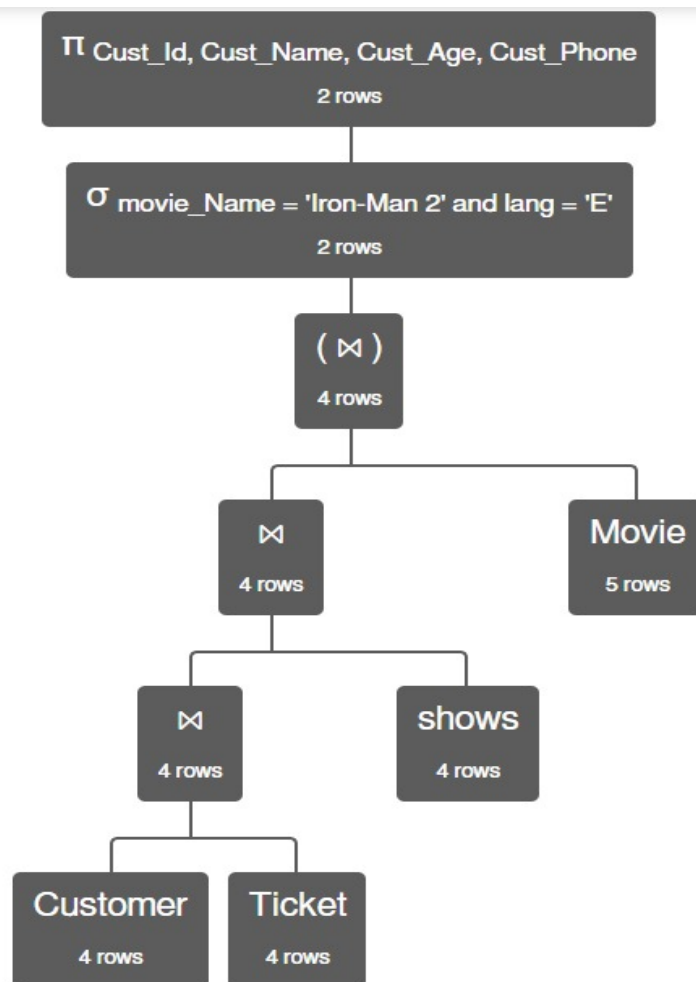 π Cust_Id, Cust_Name, Cust_Age, Cust_Phone
2 rows
σ movie_Name = 'Iron-Man 2' and lang = 'E'
2 rows
( ⋈ )
4 rows
⋈
4 rows
Movie
5 rows
⋈
4 rows
shows
4 rows
Customer
4 rows
Ticket
4 rows